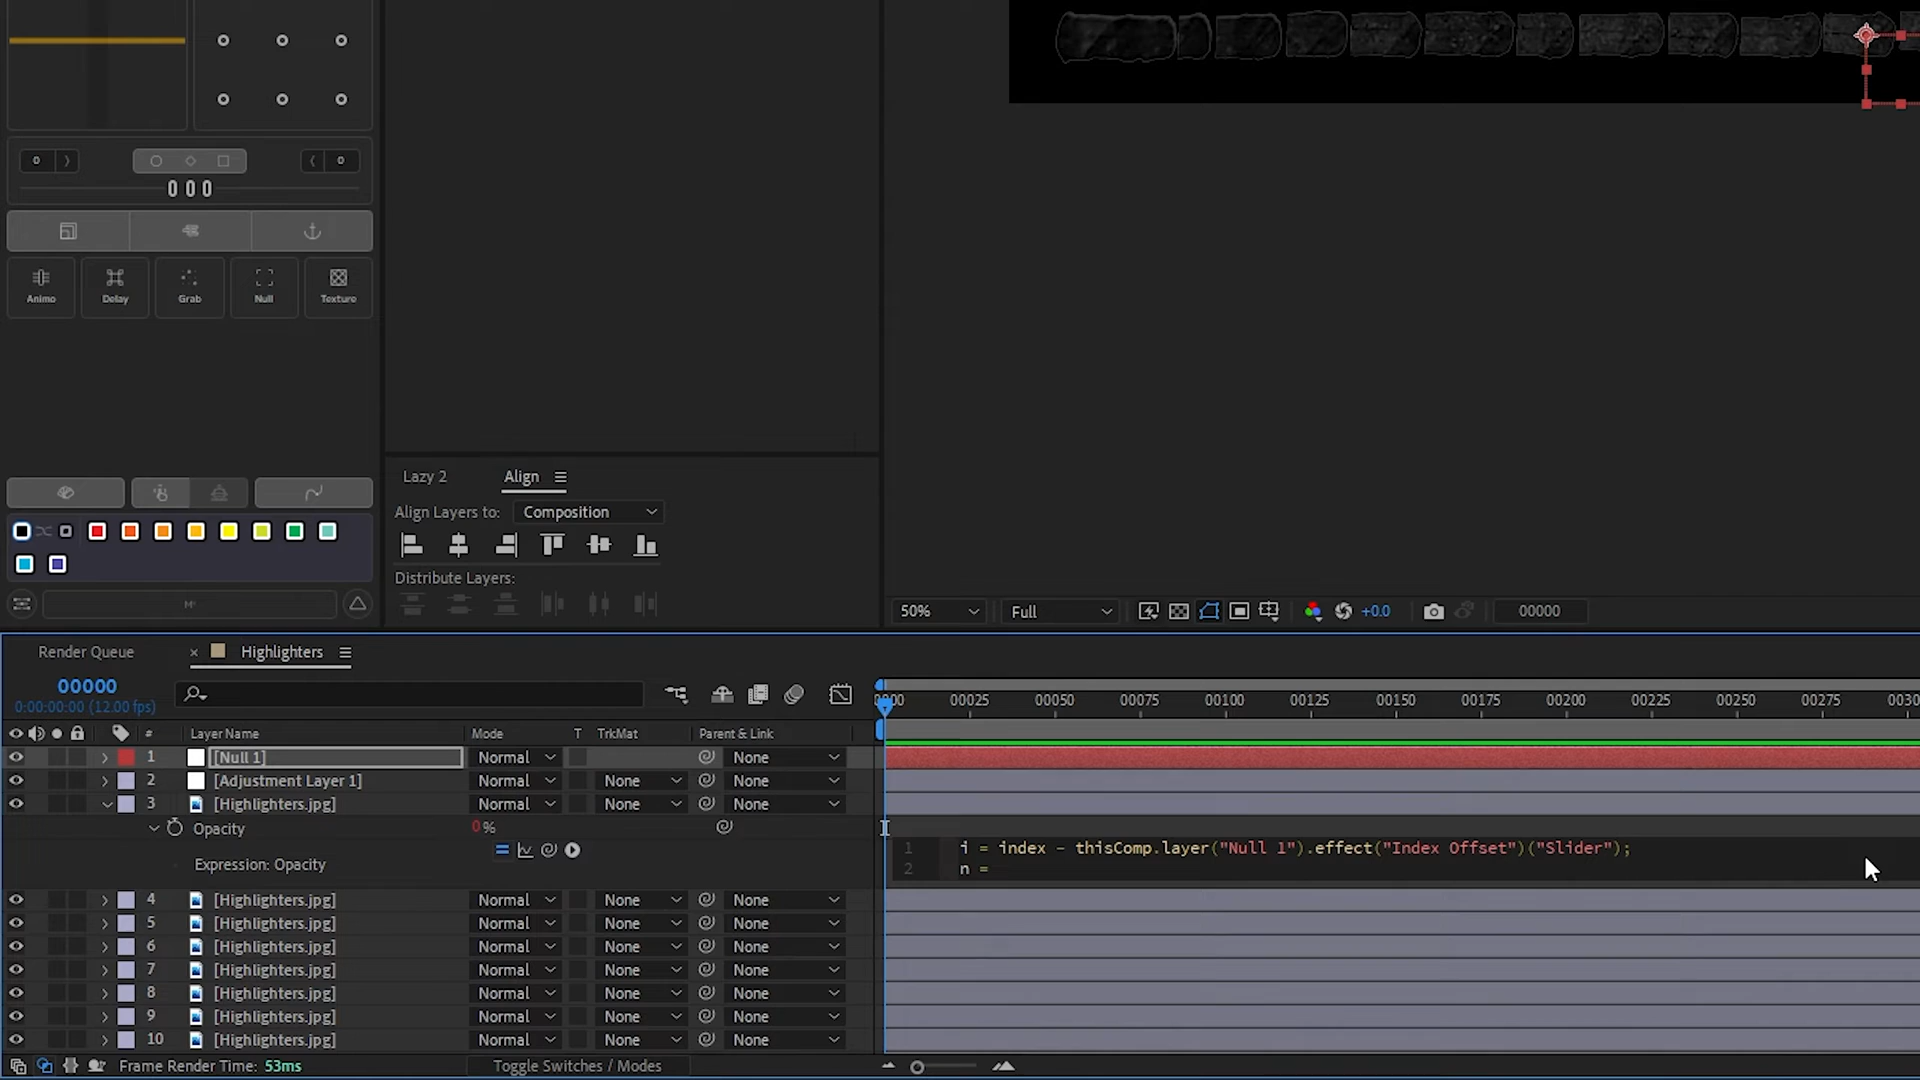 0
0
0 0 0
Animo
Delay
Grab
Null
Texture
Lazy 2
Align
Align Layers to:
Composition
Distribute Layers:
50%
Full
+0.0
00000
Render Queue
Highlighters
00000
0:00:00:00 (12.00 fps)
00025 00050 00075 00100 00125 00150 00175 00200 00225 00250 00275
# Layer Name Mode T TrkMat Parent & Link
1 [Null 1] Normal None
2 [Adjustment Layer 1] Normal None None
3 [Highlighters.jpg] Normal None None
Opacity 0%
Expression: Opacity
1 i = index - thisComp.layer("Null 1").effect("Index Offset")("Slider");
2 n =
4 [Highlighters.jpg] Normal None None
5 [Highlighters.jpg] Normal None None
6 [Highlighters.jpg] Normal None None
7 [Highlighters.jpg] Normal None None
8 [Highlighters.jpg] Normal None None
9 [Highlighters.jpg] Normal None None
10 [Highlighters.jpg] Normal None None
Frame Render Time: 53ms
Toggle Switches / Modes